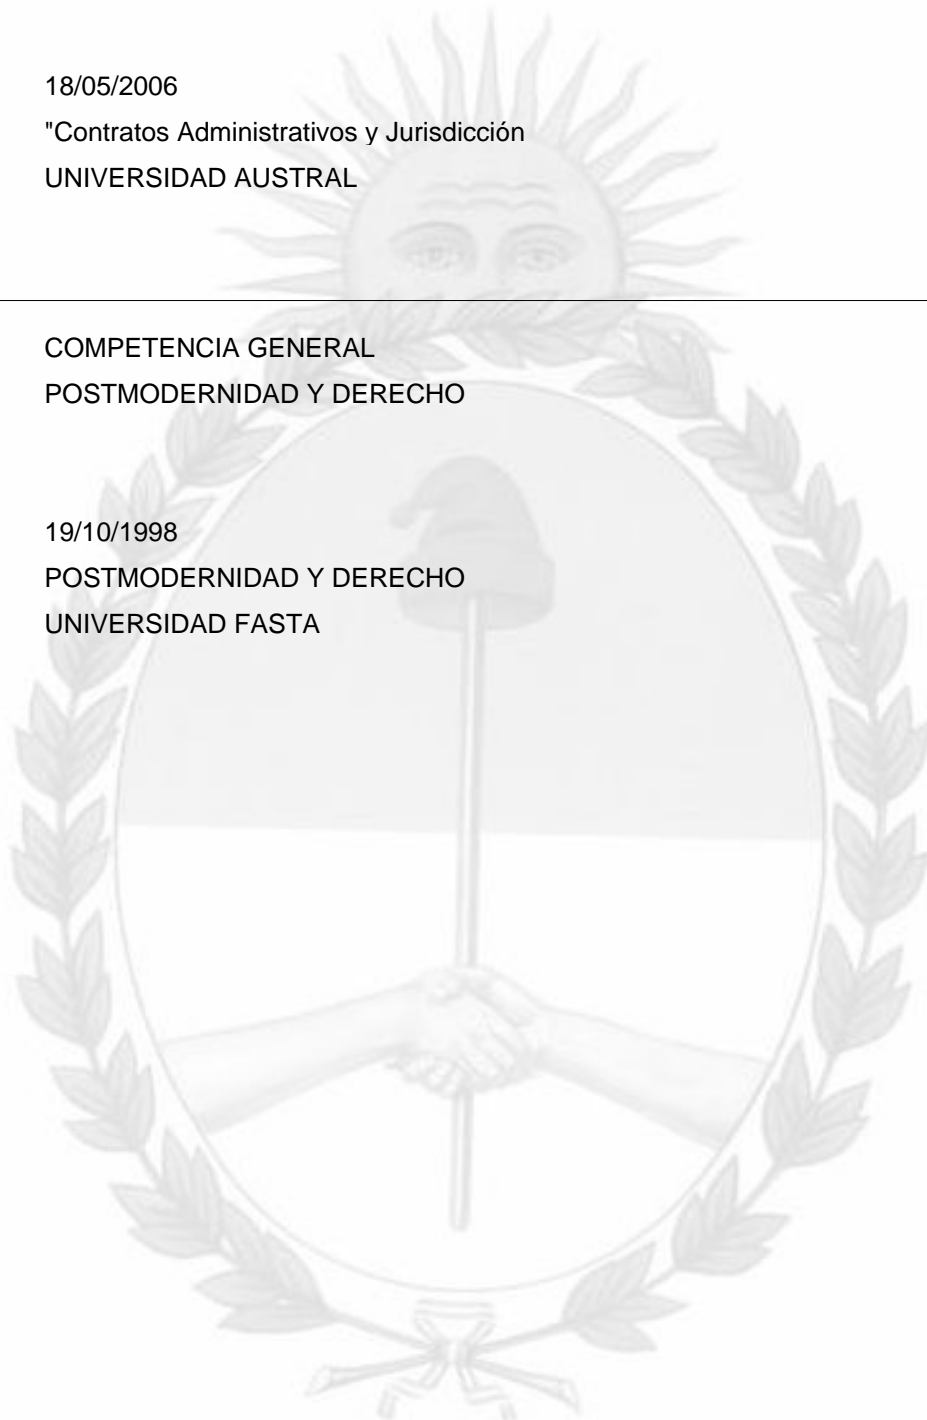 18/05/2006
"Contratos Administrativos y Jurisdicción
UNIVERSIDAD AUSTRAL
COMPETENCIA GENERAL
POSTMODERNIDAD Y DERECHO
19/10/1998
POSTMODERNIDAD Y DERECHO
UNIVERSIDAD FASTA